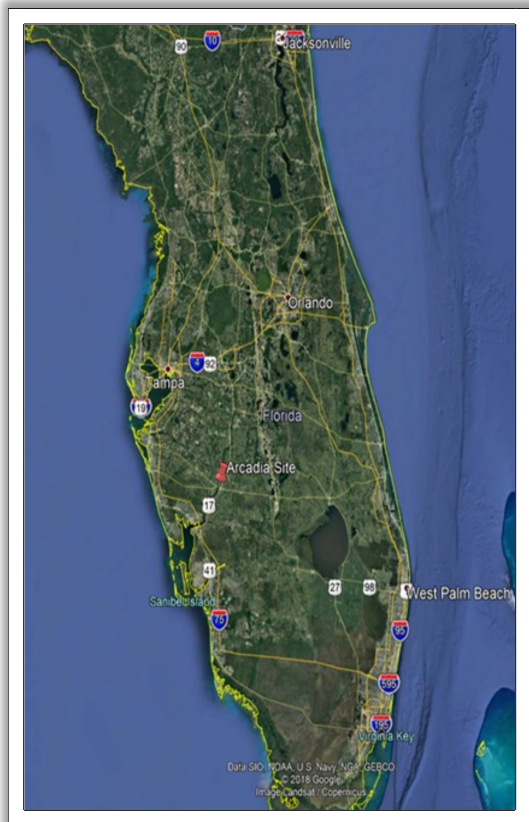 10
Jacksonville
90
Orlando
4
92
Tampa
19
Florida
Arcadia Site
17
41
27
98
West Palm Beach
Sanibel Island
75
95
595
195
Virginia Key
Data SIO, NOAA, U.S. Navy, NGA, GEBCO
© 2018 Google
Image Landsat / Copernicus